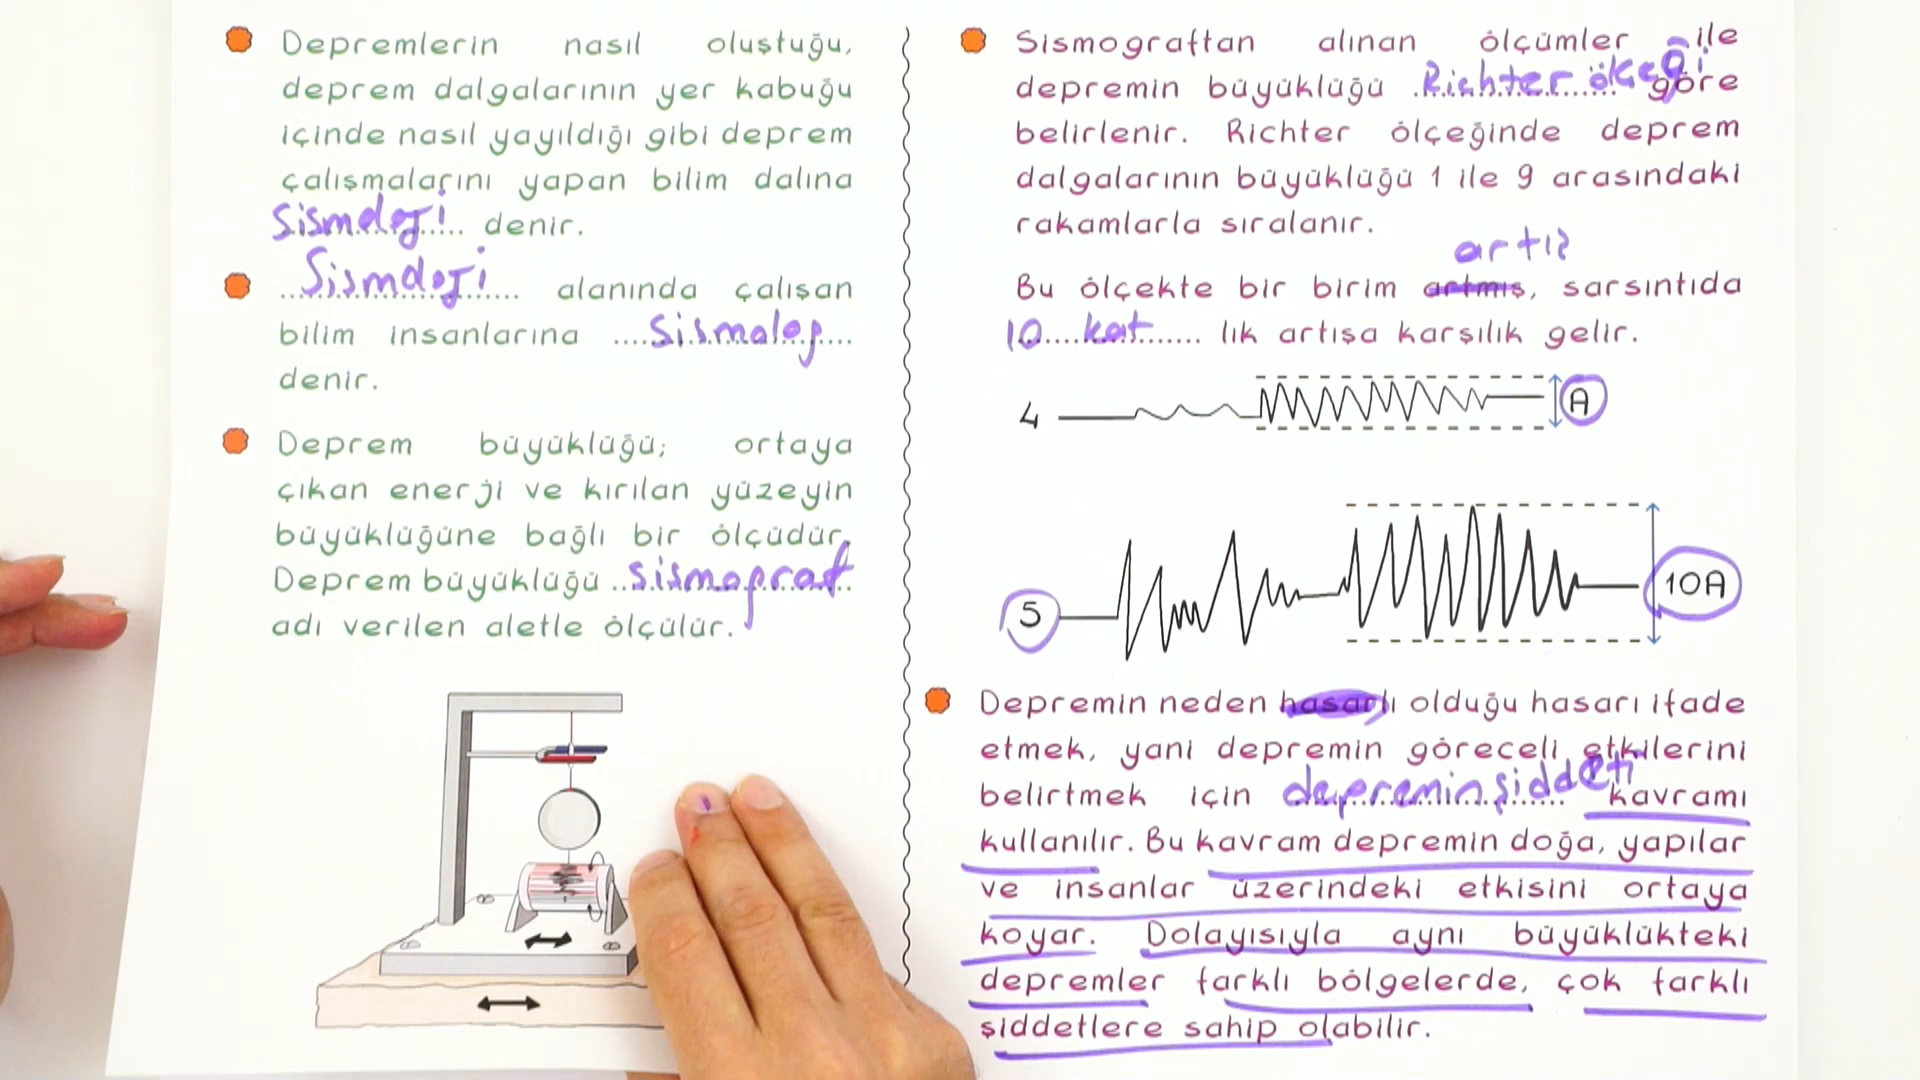 Depremlerin nasıl oluştuğu,
deprem dalgalarının yer kabuğu
içinde nasıl yayıldığı gibi deprem
çalışmalarını yapan bilim dalına
Sismoloji denir.
Sismoloji alanında çalışan
bilim insanlarına Sismolog
denir.
Deprem büyüklüğü; ortaya
çıkan enerji ve kırılan yüzeyin
büyüklüğüne bağlı bir ölçüdür.
Deprem büyüklüğü sismograf
adı verilen aletle ölçülür.
Sismograftan alınan ölçümler ile
depremin büyüklüğü Richter ölçeği göre
belirlenir. Richter ölçeğinde deprem
dalgalarının büyüklüğü 1 ile 9 arasındaki
rakamlarla sıralanır.
artış
Bu ölçekte bir birim artmış, sarsıntıda
10 kat lık artışa karşılık gelir.
4 A
5 10A
Depremin neden hasarlı olduğu hasarı ifade
etmek, yani depremin göreceli etkilerini
belirtmek için depremin şiddeti kavramı
kullanılır. Bu kavram depremin doğa, yapılar
ve insanlar üzerindeki etkisini ortaya
koyar. Dolayısıyla aynı büyüklükteki
depremler farklı bölgelerde, çok farklı
şiddetlere sahip olabilir.